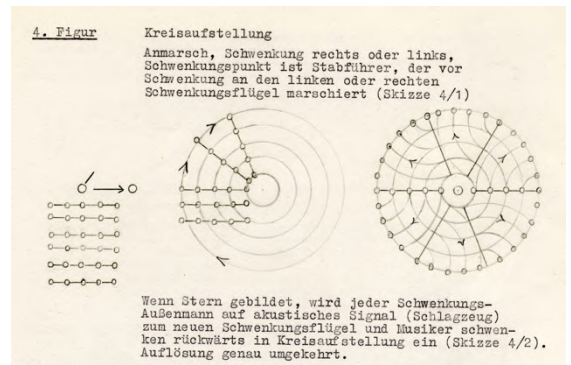 4. Figur Kreisaufstellung
Anmarsch, Schwenkung rechts oder links,
Schwenkungspunkt ist Stabführer, der vor
Schwenkung an den linken oder rechten
Schwenkungsflügel marschiert (Skizze 4/1)
Wenn Stern gebildet, wird jeder Schwenkungs-
Außenmann auf akustisches Signal (Schlagzeug)
zum neuen Schwenkungsflügel und Musiker schwen-
ken rückwärts in Kreisaufstellung ein (Skizze 4/2).
Auflösung genau umgekehrt.